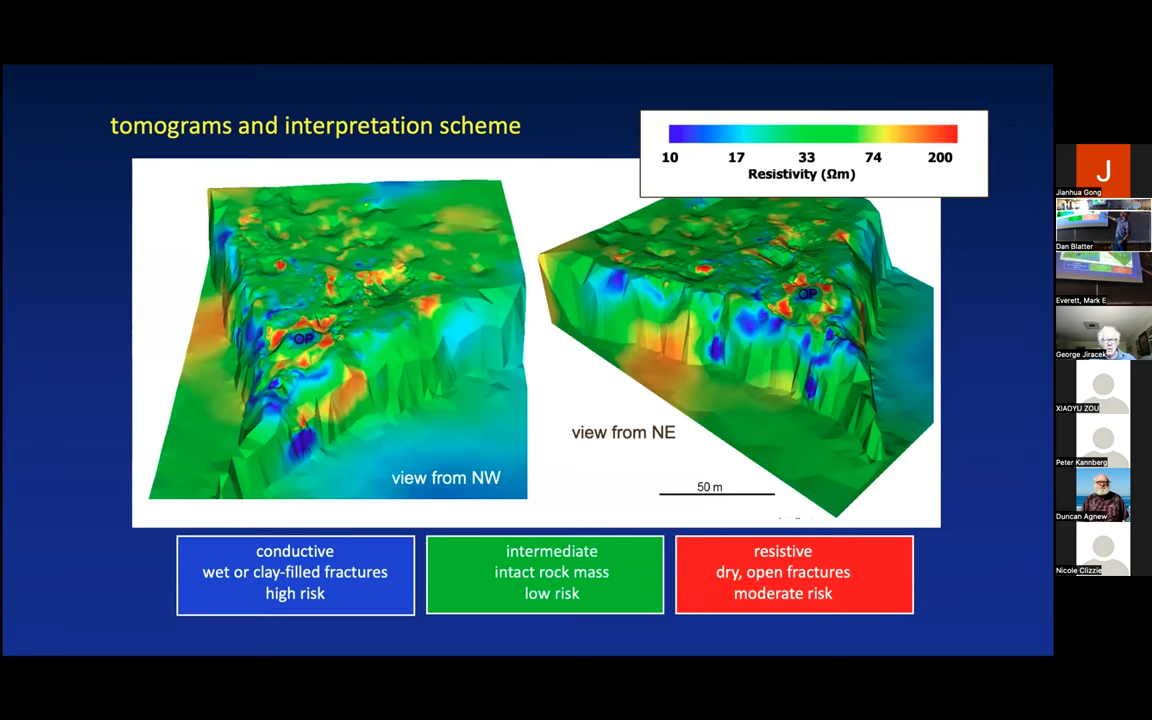 tomograms and interpretation scheme
10 17 33 74 200
Resistivity (Ωm)
OP
view from NW
OP
view from NE
50 m
conductive
wet or clay-filled fractures
high risk
intermediate
intact rock mass
low risk
resistive
dry, open fractures
moderate risk
J
Jianhua Gong
Dan Blatter
Everett, Mark E
George Jiracek
XIAOYU ZOU
Peter Kannberg
Duncan Agnew
Nicole Clizzie